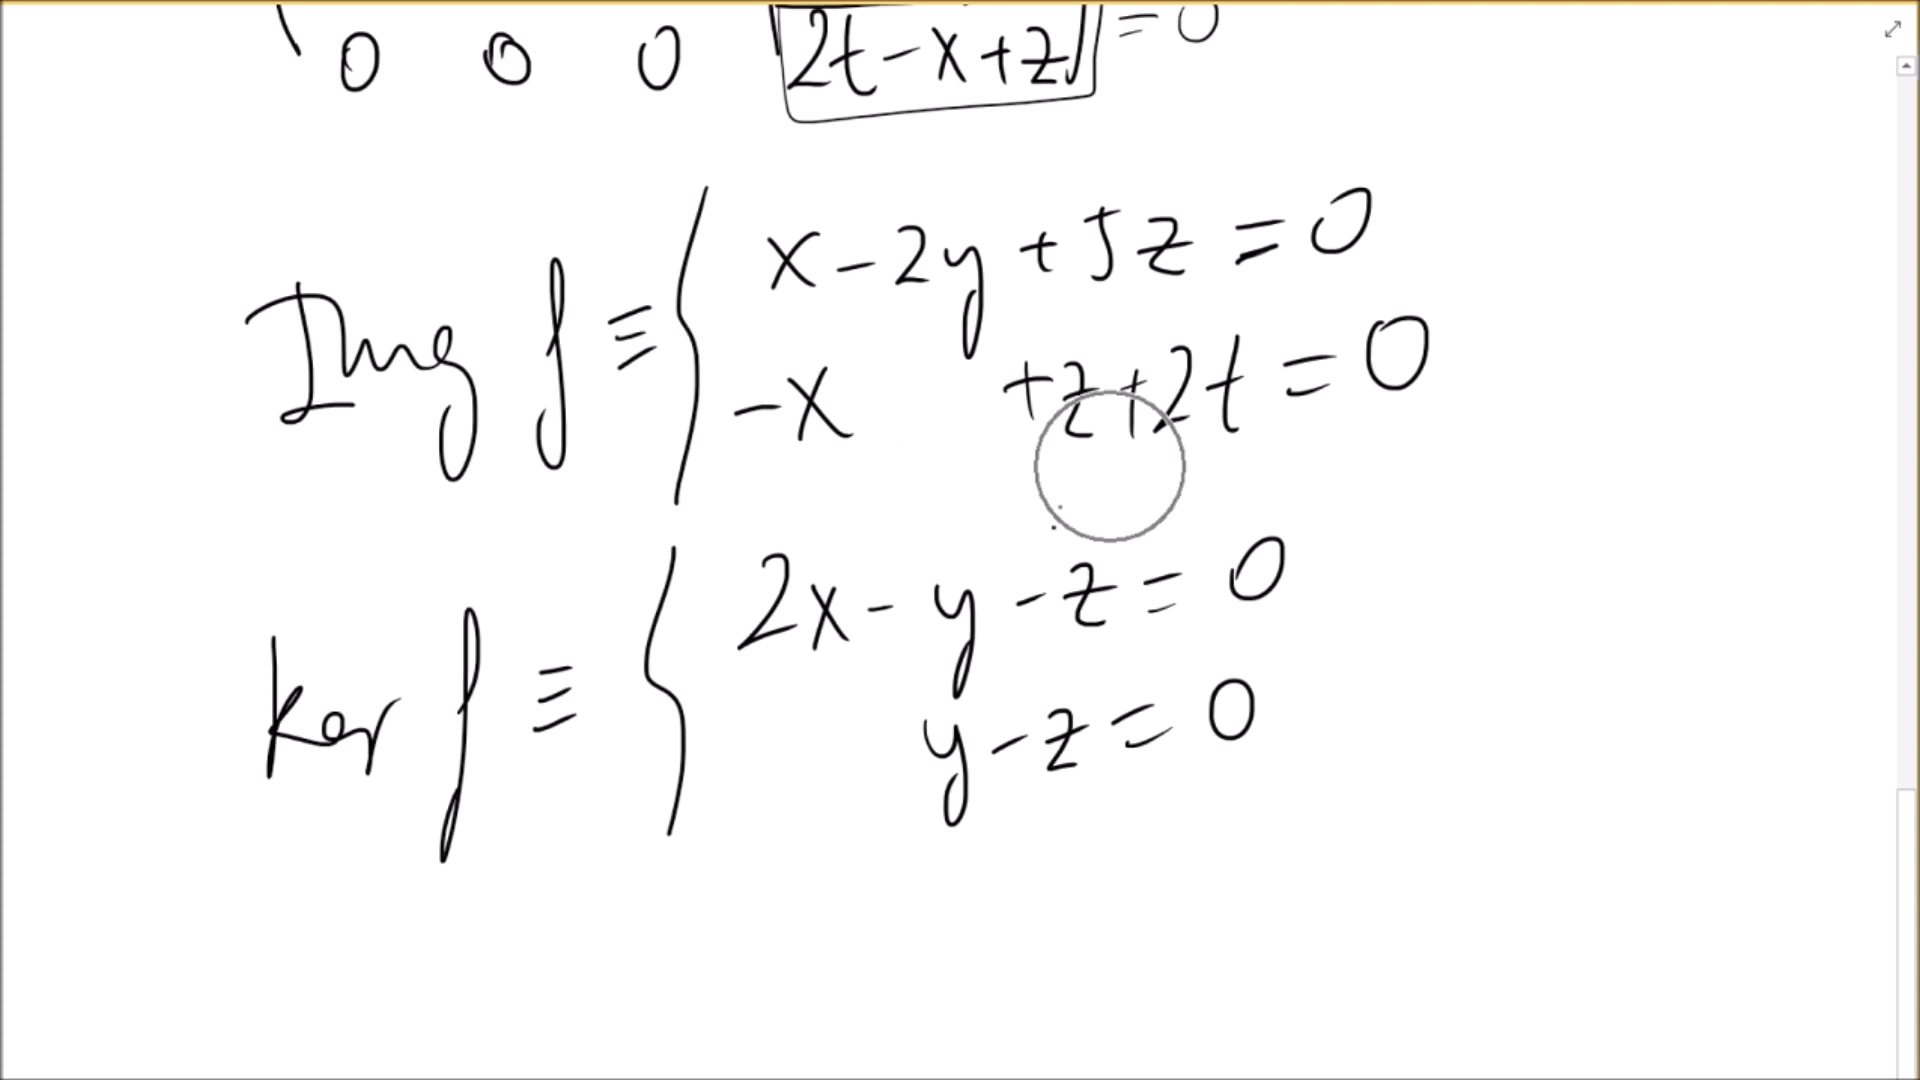 0 0 0 2t-x+z = 0
x-2y+5z=0
Img f ≡ {
-x +z+2t=0
2x-y-z=0
ker f ≡ {
y-z=0